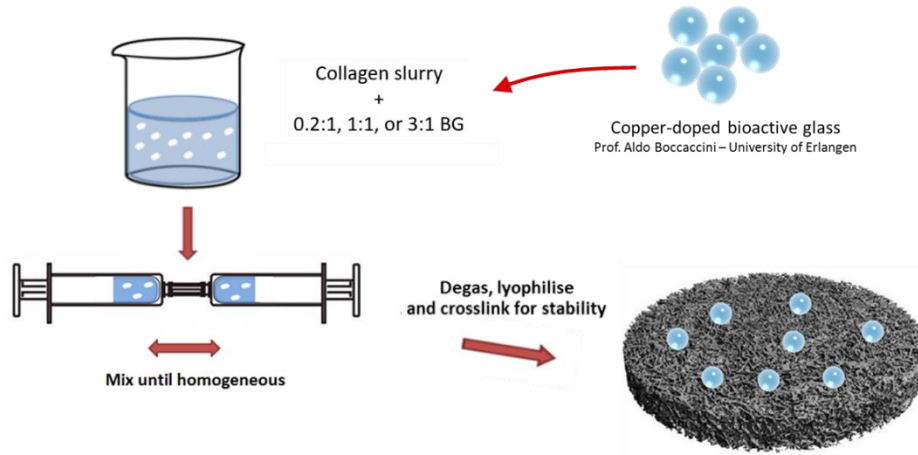 Collagen slurry
+
0.2:1, 1:1, or 3:1 BG
Copper-doped bioactive glass
Prof. Aldo Boccaccini – University of Erlangen
Mix until homogeneous
Degas, lyophilise
and crosslink for stability